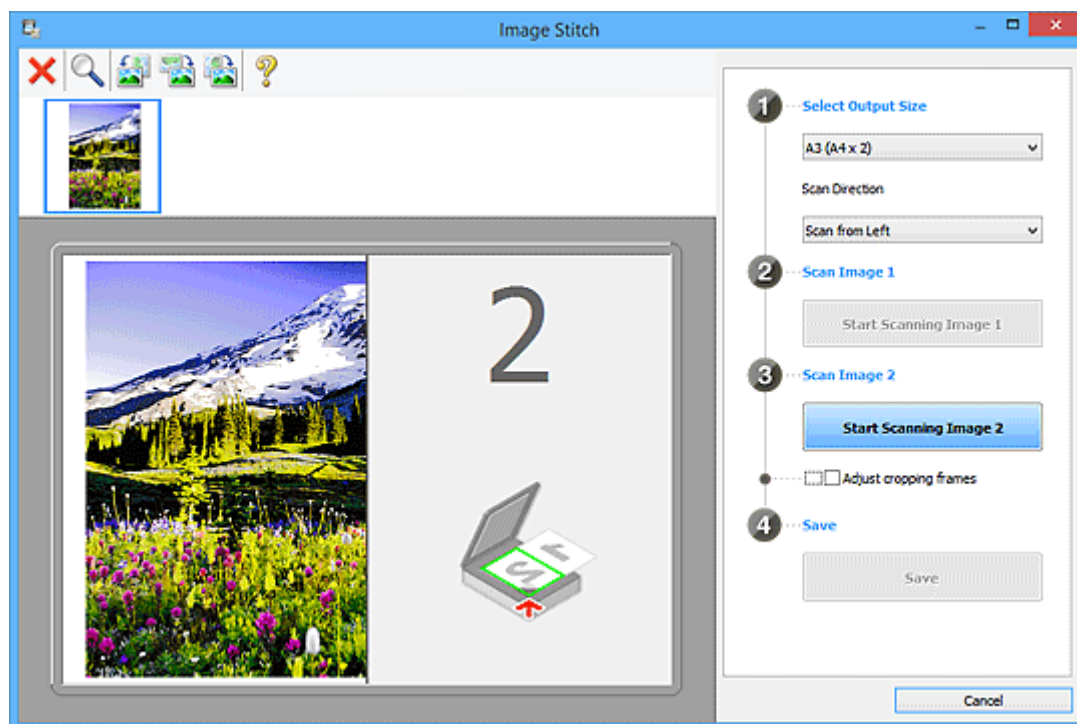 Image Stitch
1 Select Output Size
A3 (A4 x 2)
Scan Direction
Scan from Left
2 Scan Image 1
Start Scanning Image 1
3 Scan Image 2
Start Scanning Image 2
Adjust cropping frames
4 Save
Save
Cancel
2